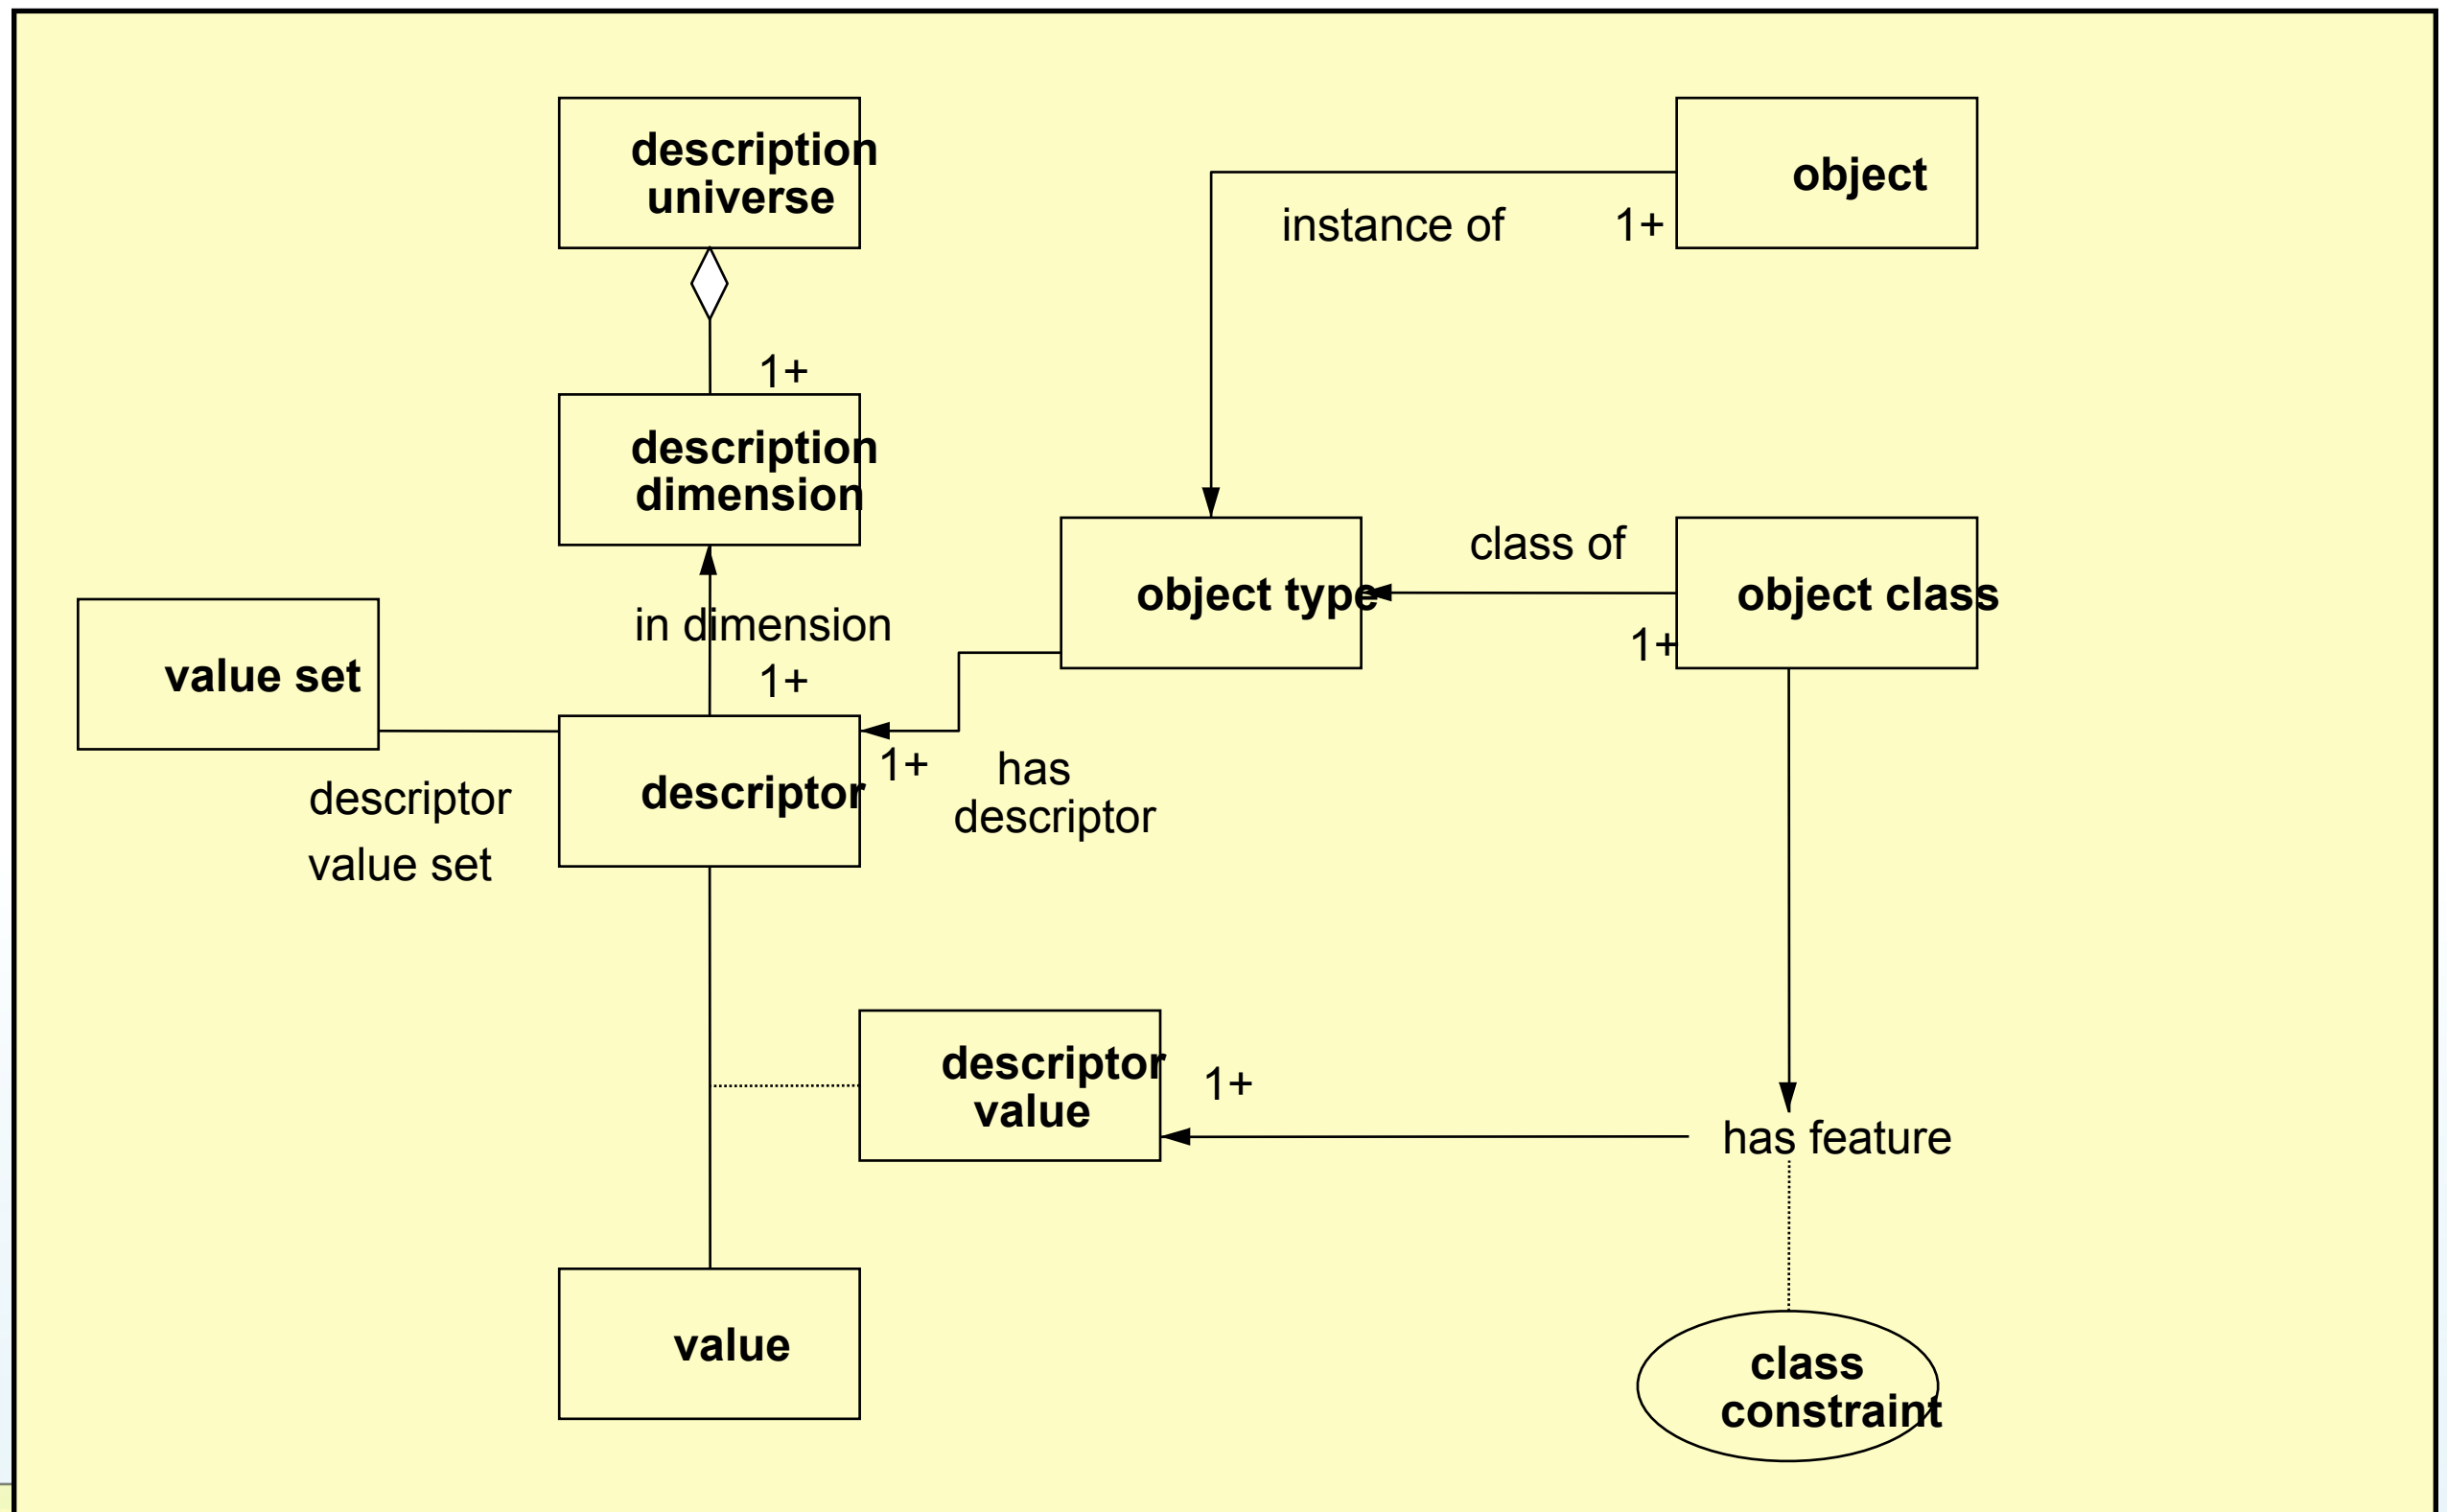 description
universe
object
instance of
1+
1+
description
dimension
class of
object type
object class
in dimension
1+
1+
value set
1+
descriptor
has
descriptor
descriptor
value set
descriptor
value
1+
has feature
value
class
constraint